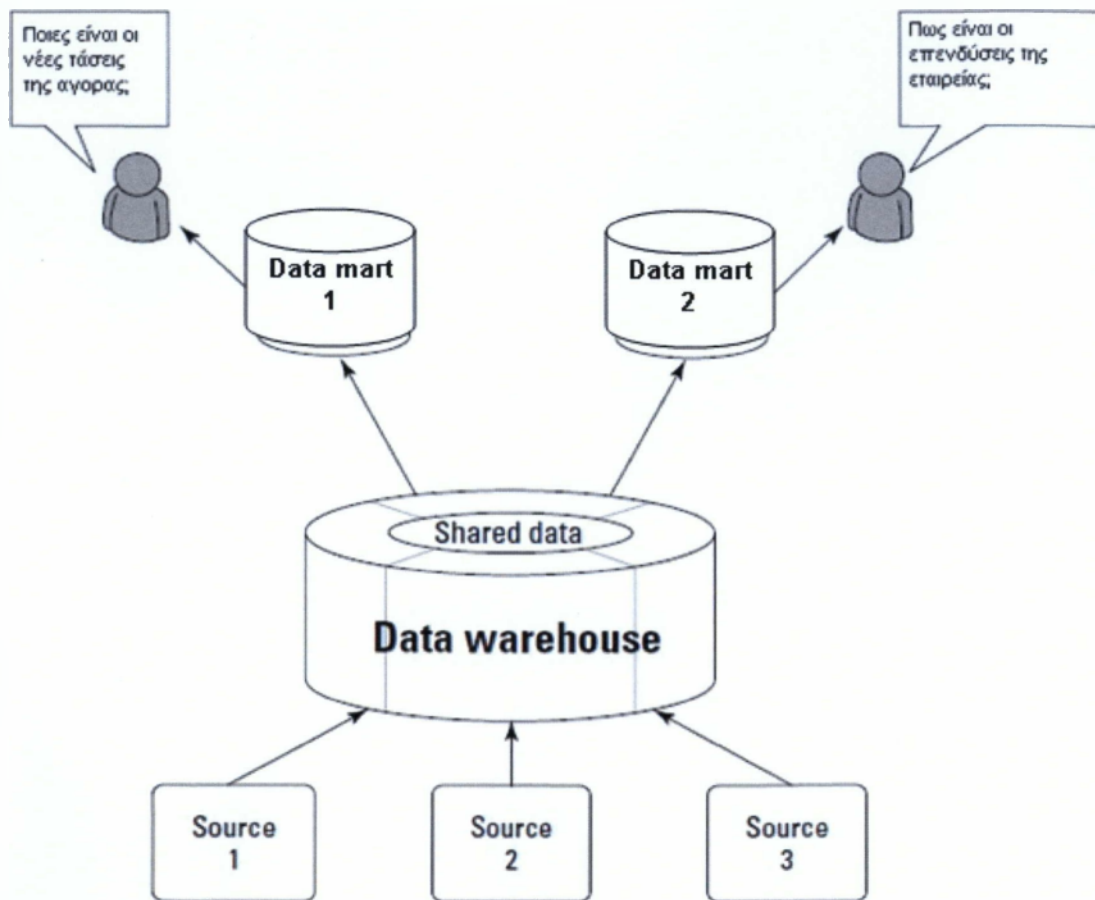 Ποιες είναι οι
νέες τάσεις
της αγορας;
Πως είναι οι
επενδύσεις της
εταιρείας;
Data mart
1
Data mart
2
Shared data
Data warehouse
Source
1
Source
2
Source
3